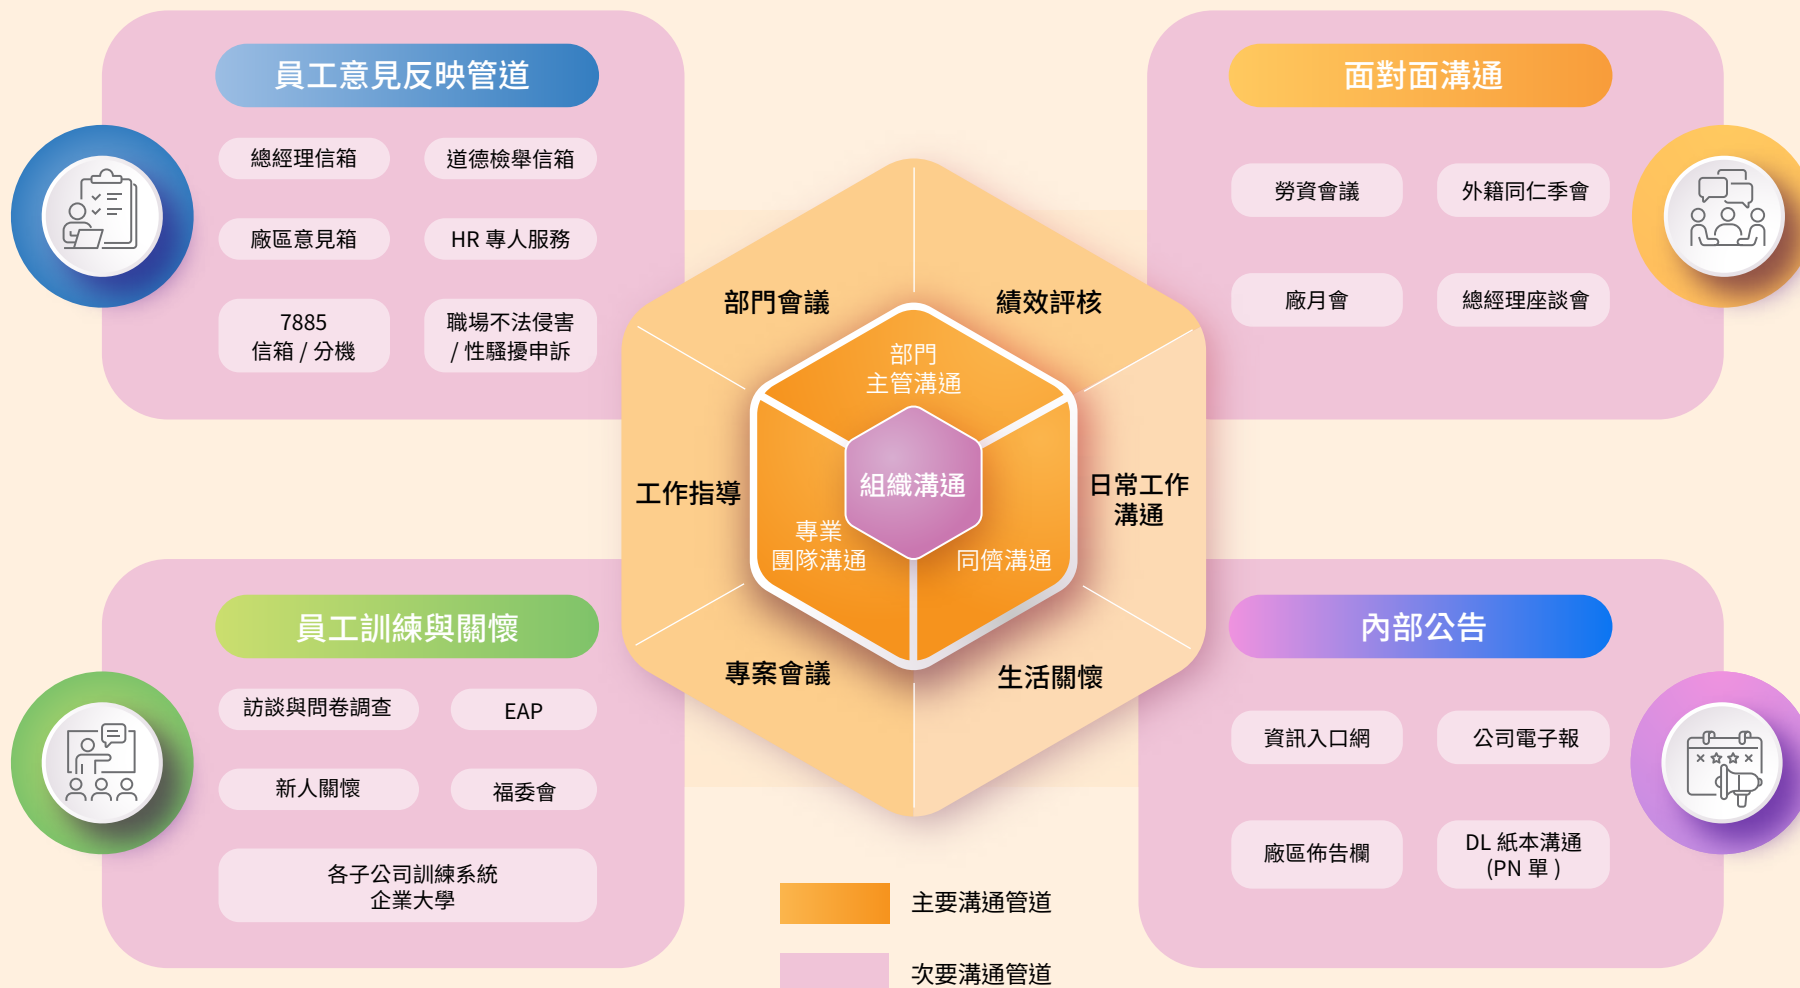 員工意見反映管道
總經理信箱
道德檢舉信箱
廠區意見箱
HR 專人服務
7885
信箱 / 分機
職場不法侵害
/ 性騷擾申訴
面對面溝通
勞資會議
外籍同仁季會
廠月會
總經理座談會
部門會議
績效評核
部門
主管溝通
工作指導
組織溝通
日常工作
溝通
專業
團隊溝通
同儕溝通
專案會議
生活關懷
員工訓練與關懷
訪談與問卷調查
EAP
新人關懷
福委會
各子公司訓練系統
企業大學
內部公告
資訊入口網
公司電子報
廠區佈告欄
DL 紙本溝通
(PN 單 )
主要溝通管道
次要溝通管道